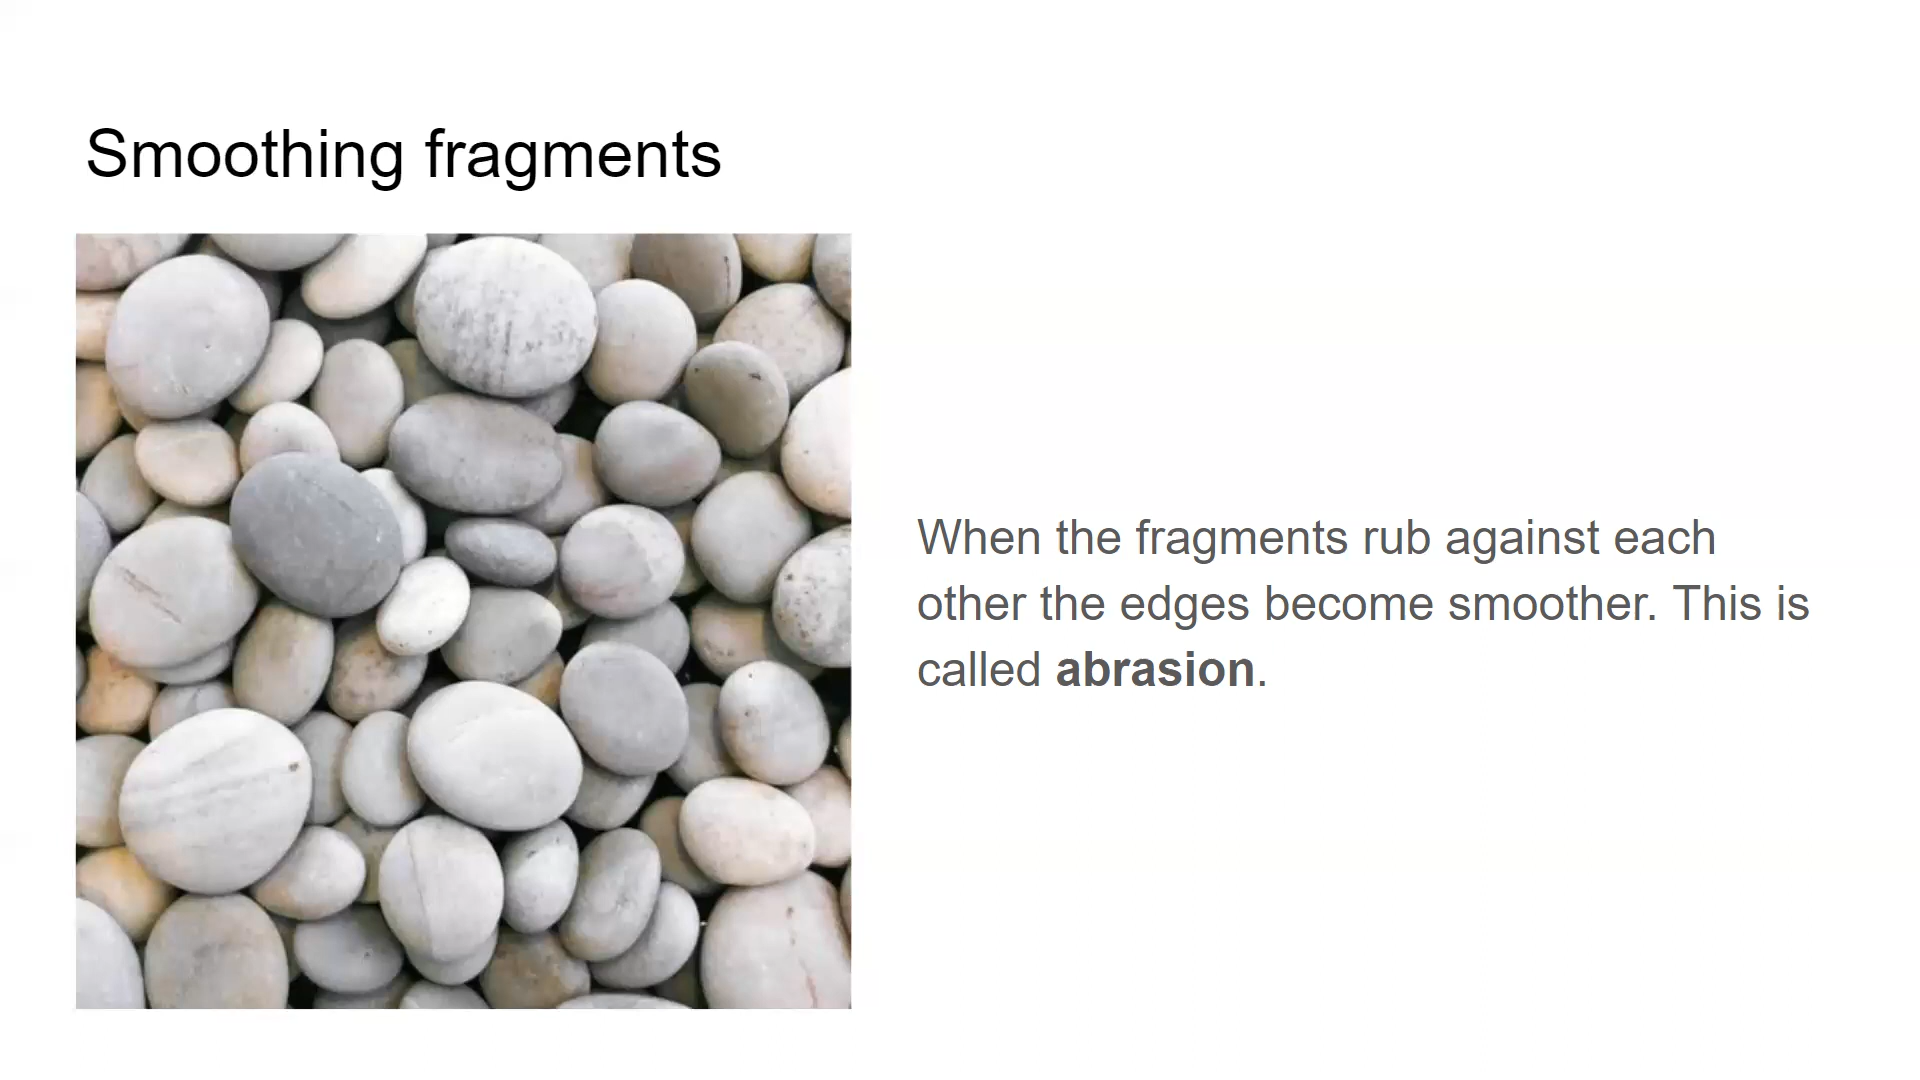 Smoothing fragments
When the fragments rub against each
other the edges become smoother. This is
called abrasion.